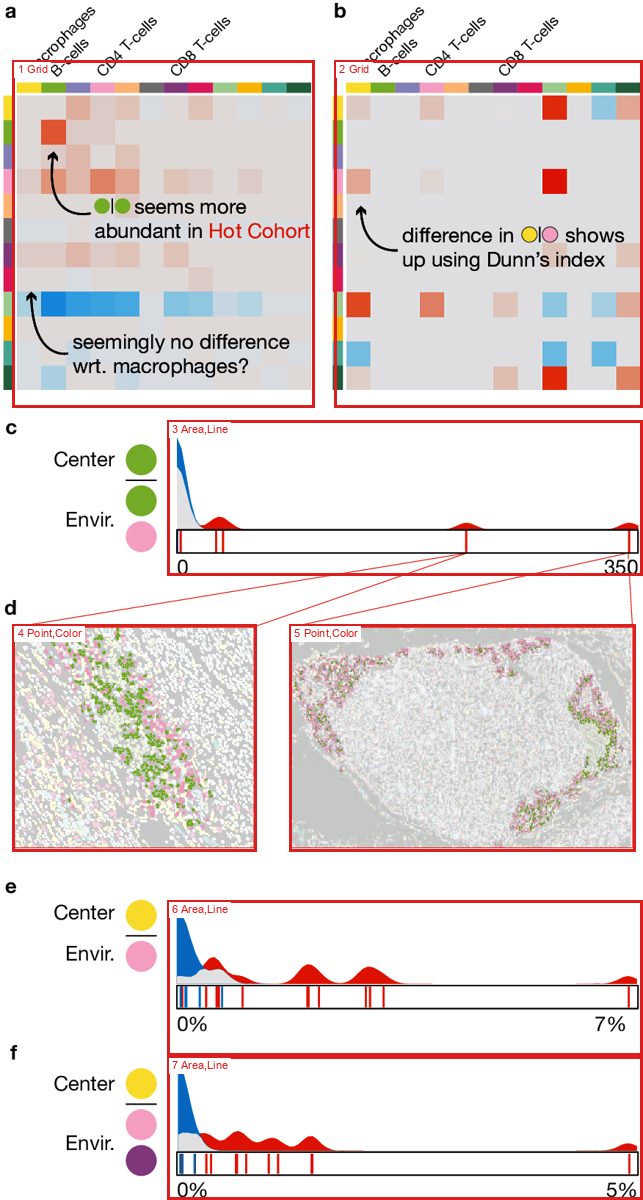 a
b
macrophages
B-cells
CD4 T-cells
CD8 T-cells
macrophages
B-cells
CD4 T-cells
CD8 T-cells
1 Grid
2 Grid
| seems more
abundant in Hot Cohort
difference in | shows
up using Dunn's index
seemingly no difference
wrt. macrophages?
c
3 Area,Line
Center
Envir.
0
350
d
4 Point,Color
5 Point,Color
e
6 Area,Line
Center
Envir.
0%
7%
f
7 Area,Line
Center
Envir.
0%
5%